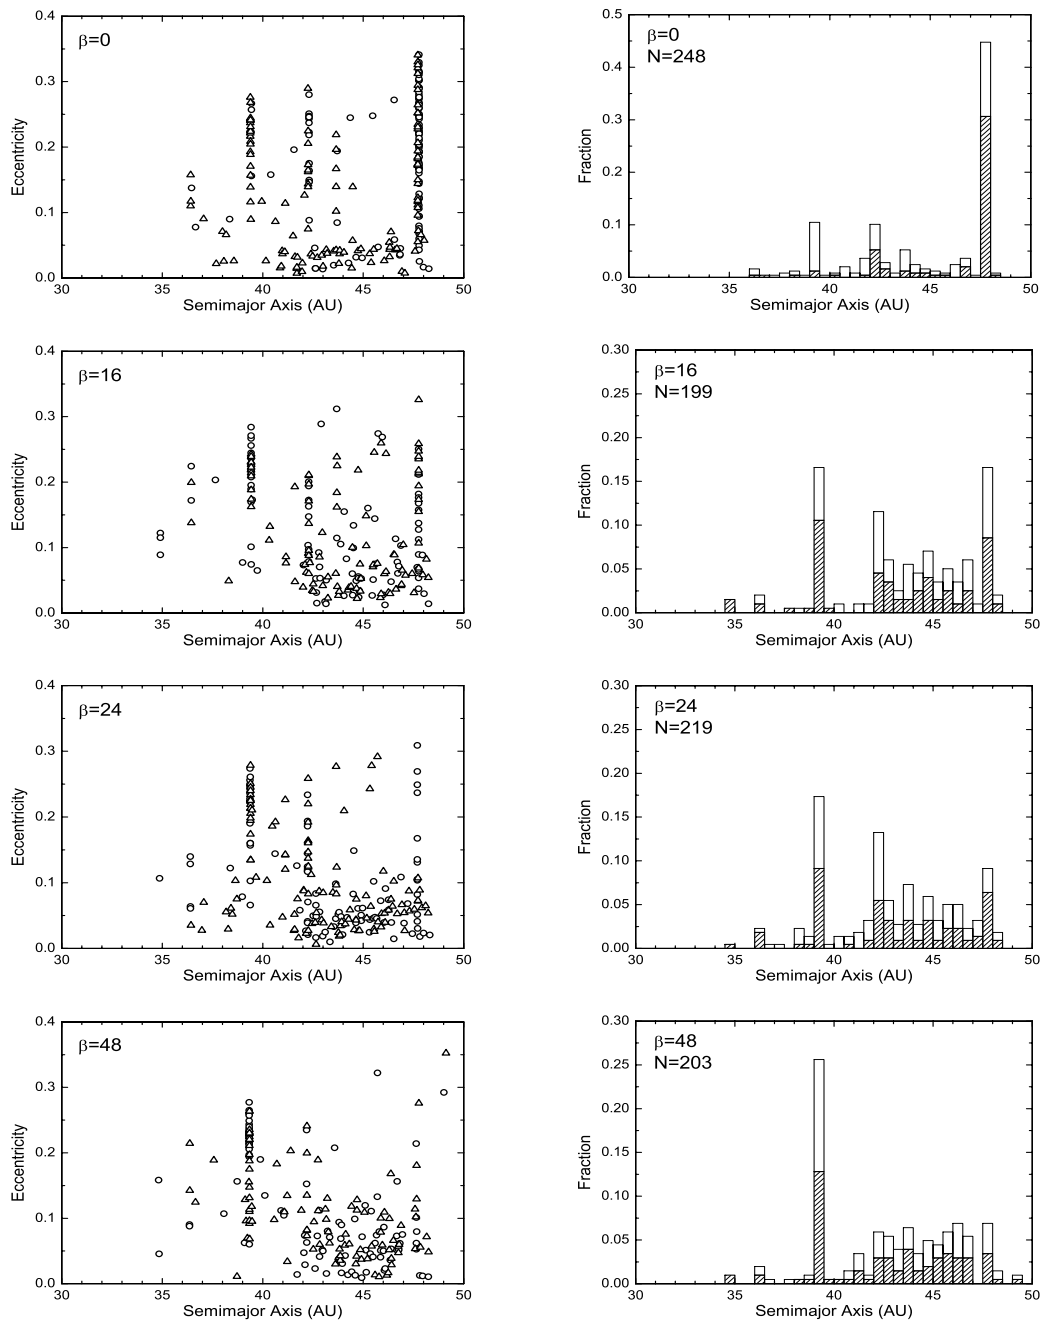 0.4
0.3
0.2
0.1
0.0
Eccentricity
β=0
30 35 40 45 50
Semimajor Axis (AU)
0.5
0.4
0.3
0.2
0.1
0.0
Fraction
β=0
N=248
30 35 40 45 50
Semimajor Axis (AU)
0.4
0.3
0.2
0.1
0.0
Eccentricity
β=16
30 35 40 45 50
Semimajor Axis (AU)
0.30
0.25
0.20
0.15
0.10
0.05
0.00
Fraction
β=16
N=199
30 35 40 45 50
Semimajor Axis (AU)
0.4
0.3
0.2
0.1
0.0
Eccentricity
β=24
30 35 40 45 50
Semimajor Axis (AU)
0.30
0.25
0.20
0.15
0.10
0.05
0.00
Fraction
β=24
N=219
30 35 40 45 50
Semimajor Axis (AU)
0.4
0.3
0.2
0.1
0.0
Eccentricity
β=48
30 35 40 45 50
Semimajor Axis (AU)
0.30
0.25
0.20
0.15
0.10
0.05
0.00
Fraction
β=48
N=203
30 35 40 45 50
Semimajor Axis (AU)